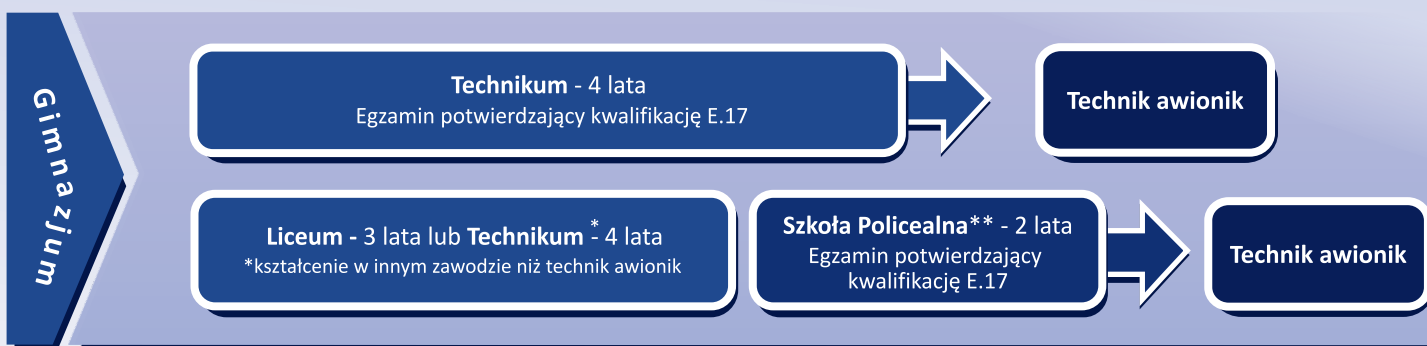 Gimnazjum
Technikum - 4 lata
Egzamin potwierdzający kwalifikację E.17
Technik awionik
Liceum - 3 lata lub Technikum* - 4 lata
*kształcenie w innym zawodzie niż technik awionik
Szkoła Policealna** - 2 lata
Egzamin potwierdzający
kwalifikację E.17
Technik awionik